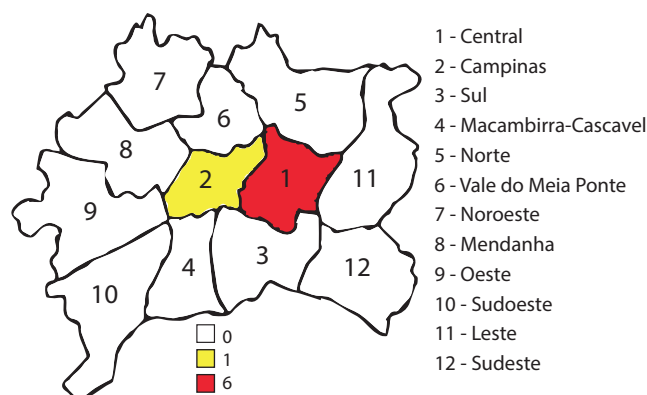 1 - Central
2 - Campinas
3 - Sul
4 - Macambirra-Cascavel
5 - Norte
6 - Vale do Meia Ponte
7 - Noroeste
8 - Mendanha
9 - Oeste
10 - Sudoeste
11 - Leste
12 - Sudeste
7
5
6
8
2
1
11
9
4
3
12
10
0
1
6